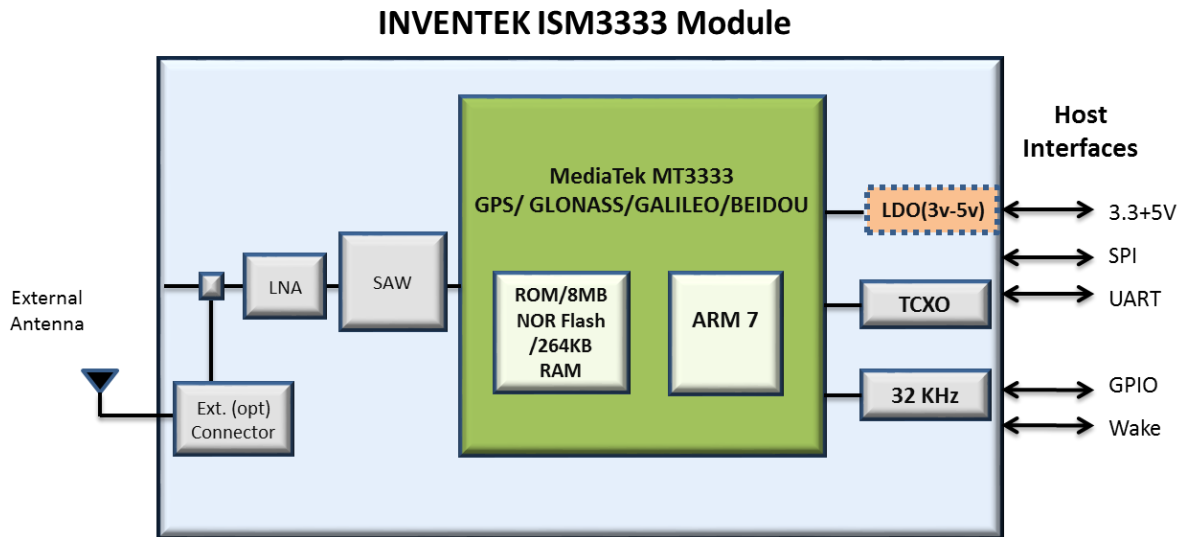 INVENTEK ISM3333 Module
Host
Interfaces
MediaTek MT3333
GPS/ GLONASS/GALILEO/BEIDOU
LDO(3v-5v)
3.3+5V
SPI
UART
LNA
SAW
External
Antenna
ROM/8MB
NOR Flash
/264KB
RAM
ARM 7
TCXO
32 KHz
GPIO
Wake
Ext. (opt)
Connector